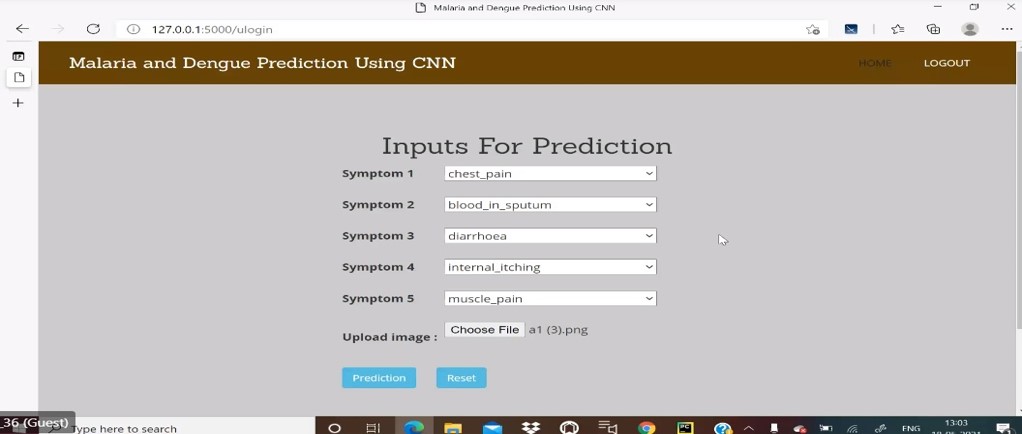 Malaria and Dengue Prediction Using CNN
127.0.0.1:5000/ulogin
Malaria and Dengue Prediction Using CNN HOME LOGOUT
Inputs For Prediction
Symptom 1 chest_pain
Symptom 2 blood_in_sputum
Symptom 3 diarrhoea
Symptom 4 internal_itching
Symptom 5 muscle_pain
Upload image : Choose File a1 (3).png
Prediction Reset
_36 (Guest)
Type here to search
ENG 13:03